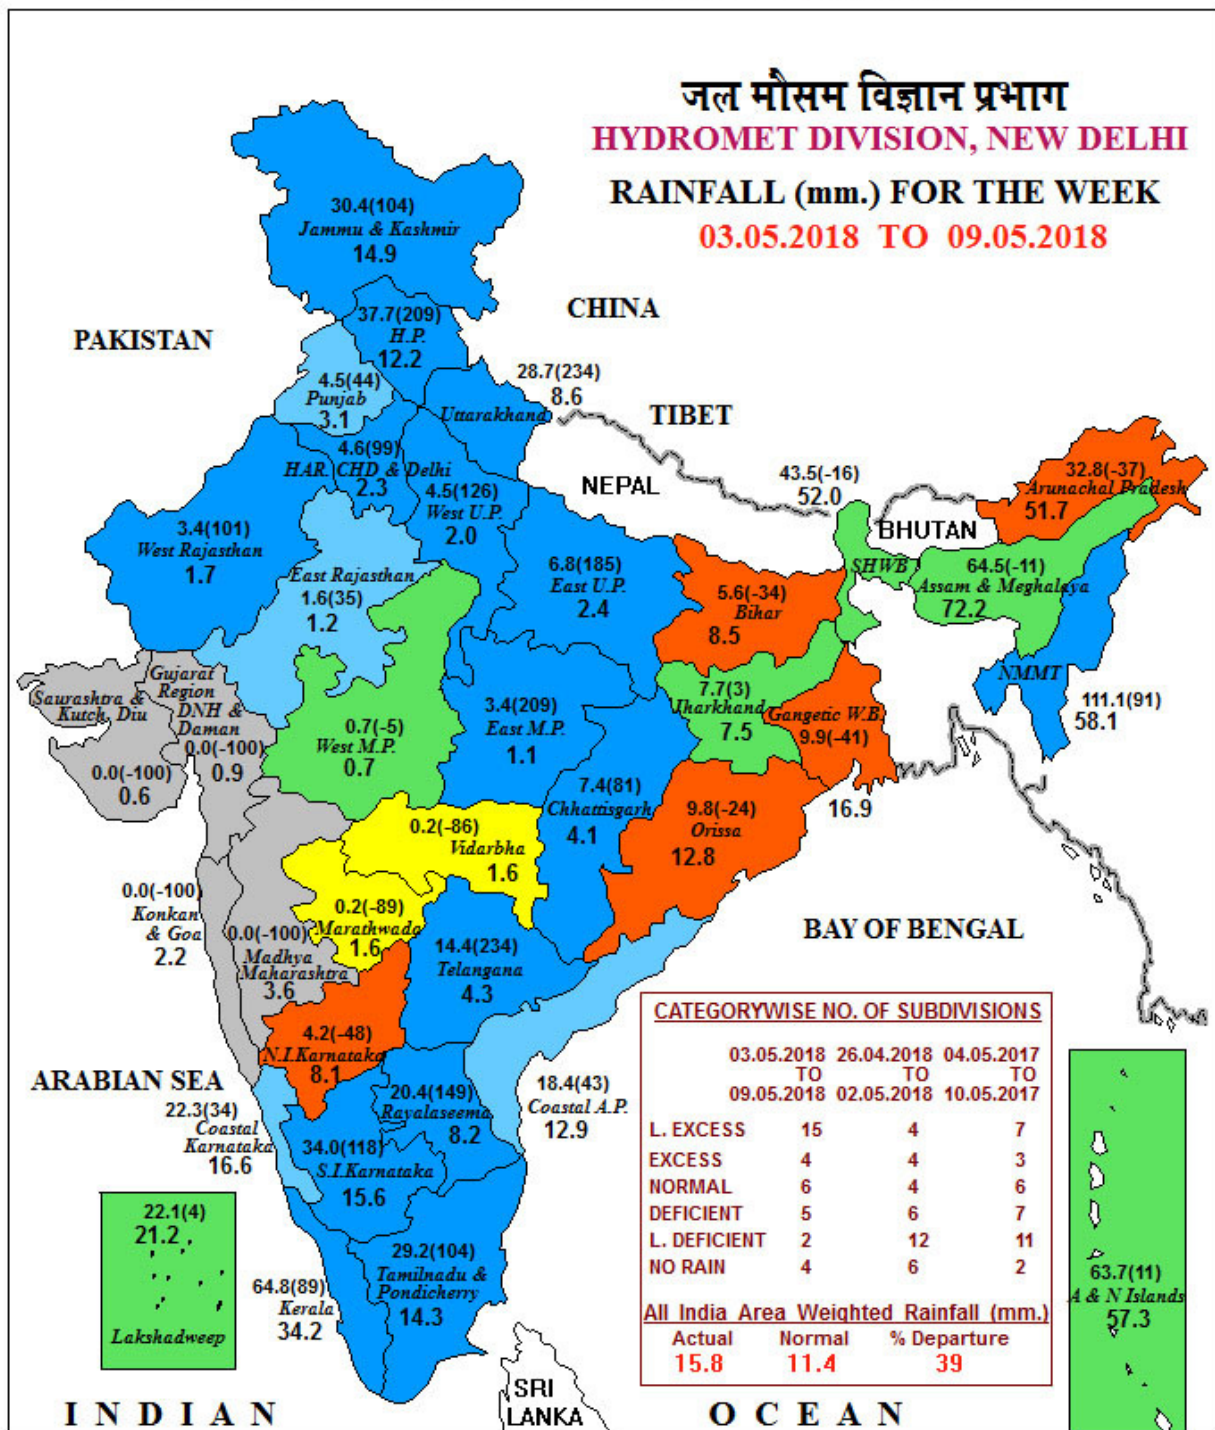 जल मौसम विज्ञान प्रभाग
HYDROMET DIVISION, NEW DELHI
RAINFALL (mm.) FOR THE WEEK
03.05.2018 TO 09.05.2018
30.4(104)
Jammu & Kashmir
14.9
37.7(209)
H.P.
12.2
CHINA
PAKISTAN
28.7(234)
8.6
4.5(44)
Punjab
3.1
Uttarakhand
TIBET
4.6(99)
HAR. CHD & Delhi
2.3
4.5(126)
West U.P.
2.0
NEPAL
43.5(-16)
52.0
32.8(-37)
Arunachal Pradesh
51.7
BHUTAN
3.4(101)
West Rajasthan
1.7
East Rajasthan
1.6(35)
1.2
6.8(185)
East U.P.
2.4
5.6(-34)
Bihar
8.5
SHWB
64.5(-11)
Assam & Meghalaya
72.2
NMMT
111.1(91)
58.1
Saurashtra &
Kutch, Diu
0.0(-100)
0.6
Gujarat
Region
DNH &
Daman
0.0(-100)
0.9
0.7(-5)
West M.P.
0.7
3.4(209)
East M.P.
1.1
7.7(3)
Jharkhand
7.5
Gangetic W.B.
9.9(-41)
16.9
7.4(81)
Chhattisgarh
4.1
9.8(-24)
Orissa
12.8
0.2(-86)
Vidarbha
1.6
0.0(-100)
Konkan
& Goa
2.2
0.0(-100)
Madhya
Maharashtra
3.6
0.2(-89)
Marathwada
1.6
14.4(234)
Telangana
4.3
BAY OF BENGAL
4.2(-48)
N.I.Karnataka
8.1
ARABIAN SEA
22.3(34)
Coastal
Karnataka
16.6
20.4(149)
Rayalaseema
8.2
18.4(43)
Coastal A.P.
12.9
34.0(118)
S.I.Karnataka
15.6
22.1(4)
21.2
Lakshadweep
64.8(89)
Kerala
34.2
29.2(104)
Tamilnadu &
Pondicherry
14.3
CATEGORYWISE NO. OF SUBDIVISIONS
03.05.2018 26.04.2018 04.05.2017
TO TO TO
09.05.2018 02.05.2018 10.05.2017
L. EXCESS 15 4 7
EXCESS 4 4 3
NORMAL 6 4 6
DEFICIENT 5 6 7
L. DEFICIENT 2 12 11
NO RAIN 4 6 2
All India Area Weighted Rainfall (mm.)
Actual Normal % Departure
15.8 11.4 39
63.7(11)
A & N Islands
57.3
SRI
LANKA
INDIAN OCEAN